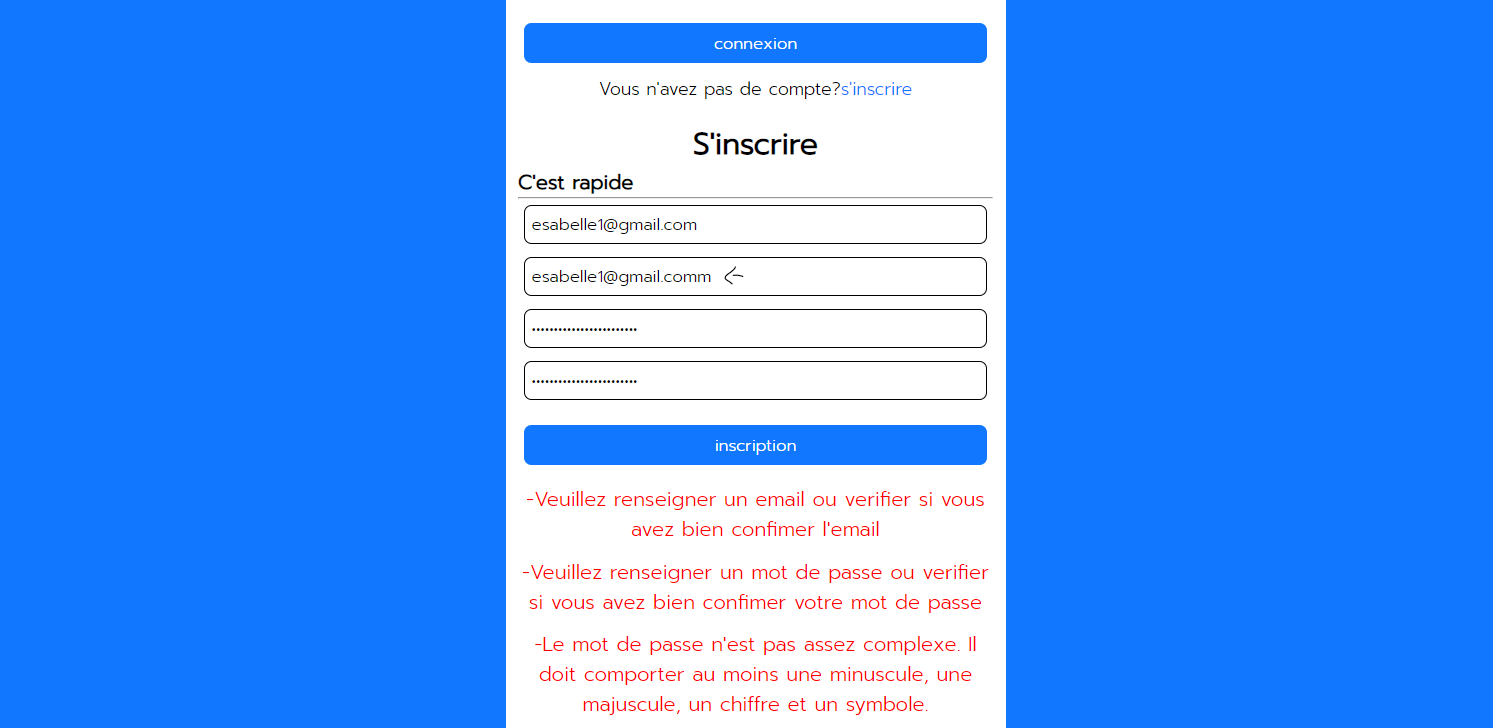 connexion
Vous n'avez pas de compte?s'inscrire
S'inscrire
C'est rapide
esabelle1@gmail.com
esabelle1@gmail.comm
••••••••••••••••••••••••
••••••••••••••••••••••••
inscription
-Veuillez renseigner un email ou verifier si vous
avez bien confimer l'email
-Veuillez renseigner un mot de passe ou verifier
si vous avez bien confimer votre mot de passe
-Le mot de passe n'est pas assez complexe. Il
doit comporter au moins une minuscule, une
majuscule, un chiffre et un symbole.